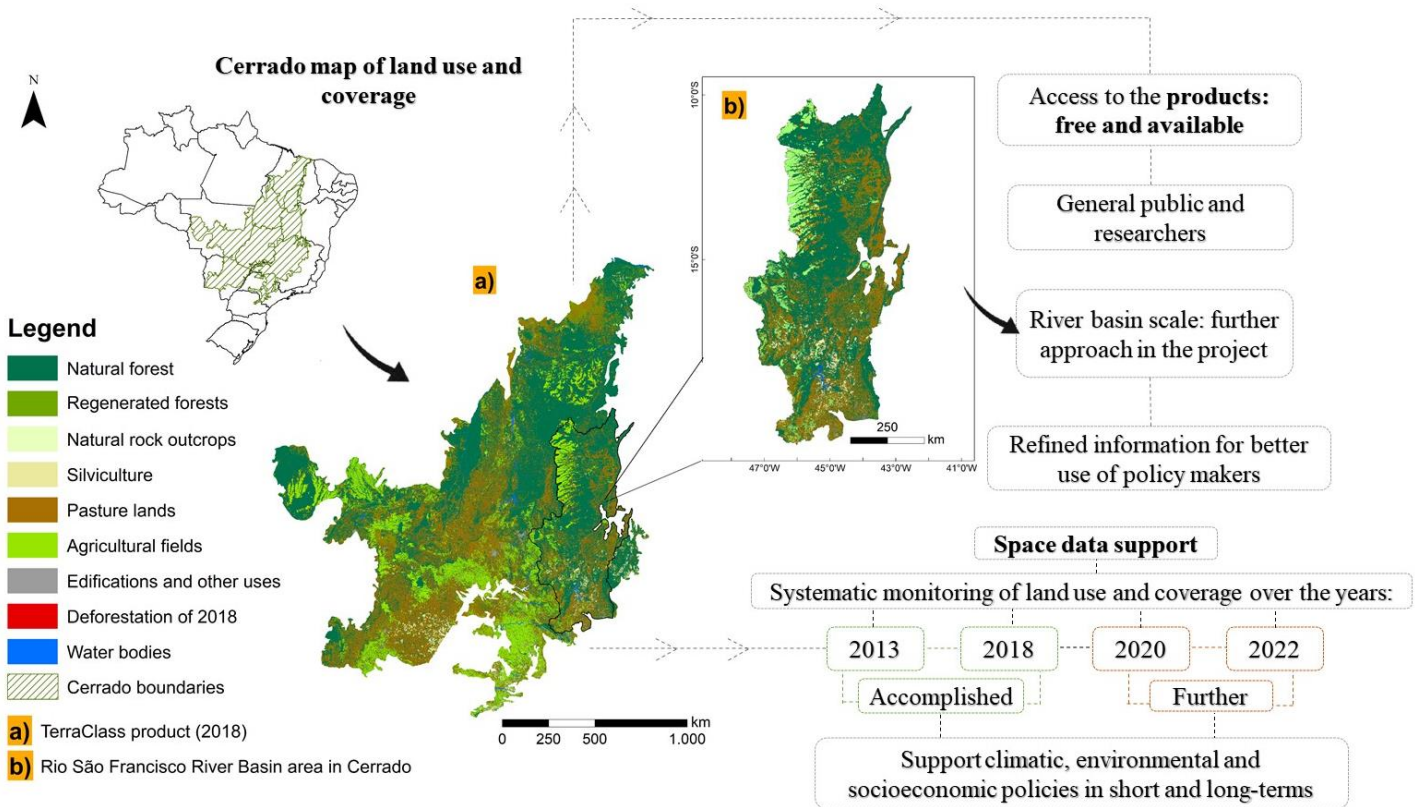 Cerrado map of land use and
coverage
N
Legend
Natural forest
Regenerated forests
Natural rock outcrops
Silviculture
Pasture lands
Agricultural fields
Edifications and other uses
Deforestation of 2018
Water bodies
Cerrado boundaries
a) TerraClass product (2018)
b) Rio São Francisco River Basin area in Cerrado
a)
km
0 250 500 1.000
b)
10°0'S
15°0'S
250
km
47°0'W 45°0'W 43°0'W 41°0'W
Access to the products:
free and available
General public and
researchers
River basin scale: further
approach in the project
Refined information for better
use of policy makers
Space data support
Systematic monitoring of land use and coverage over the years:
2013 2018 2020 2022
Accomplished Further
Support climatic, environmental and
socioeconomic policies in short and long-terms